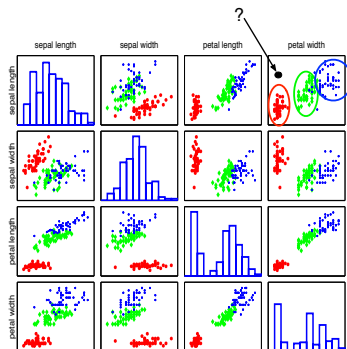 ?
sepal length sepal width petal length petal width
sepal length
sepal width
petal length
petal width